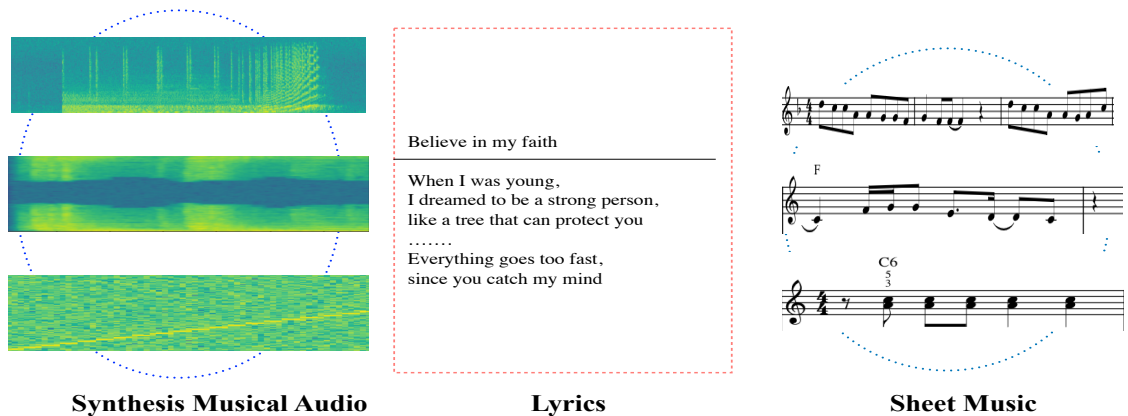 Believe in my faith
When I was young,
I dreamed to be a strong person,
like a tree that can protect you
.......
Everything goes too fast,
since you catch my mind
4
4
F
C6
5
3
4
4
Synthesis Musical Audio
Lyrics
Sheet Music